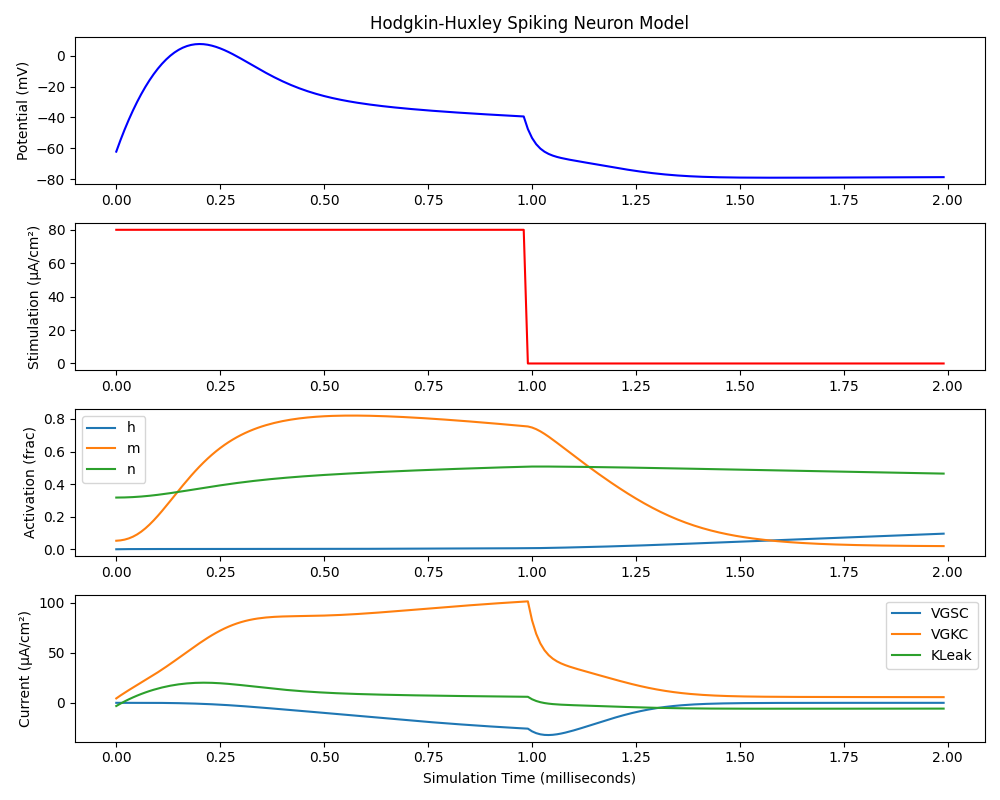 Hodgkin-Huxley Spiking Neuron Model
Potential (mV)
0
−20
−40
−60
−80
0.00 0.25 0.50 0.75 1.00 1.25 1.50 1.75 2.00
Stimulation (μA/cm²)
80
60
40
20
0
0.00 0.25 0.50 0.75 1.00 1.25 1.50 1.75 2.00
Activation (frac)
0.8
0.6
0.4
0.2
0.0
h
m
n
0.00 0.25 0.50 0.75 1.00 1.25 1.50 1.75 2.00
Current (μA/cm²)
100
50
0
VGSC
VGKC
KLeak
0.00 0.25 0.50 0.75 1.00 1.25 1.50 1.75 2.00
Simulation Time (milliseconds)